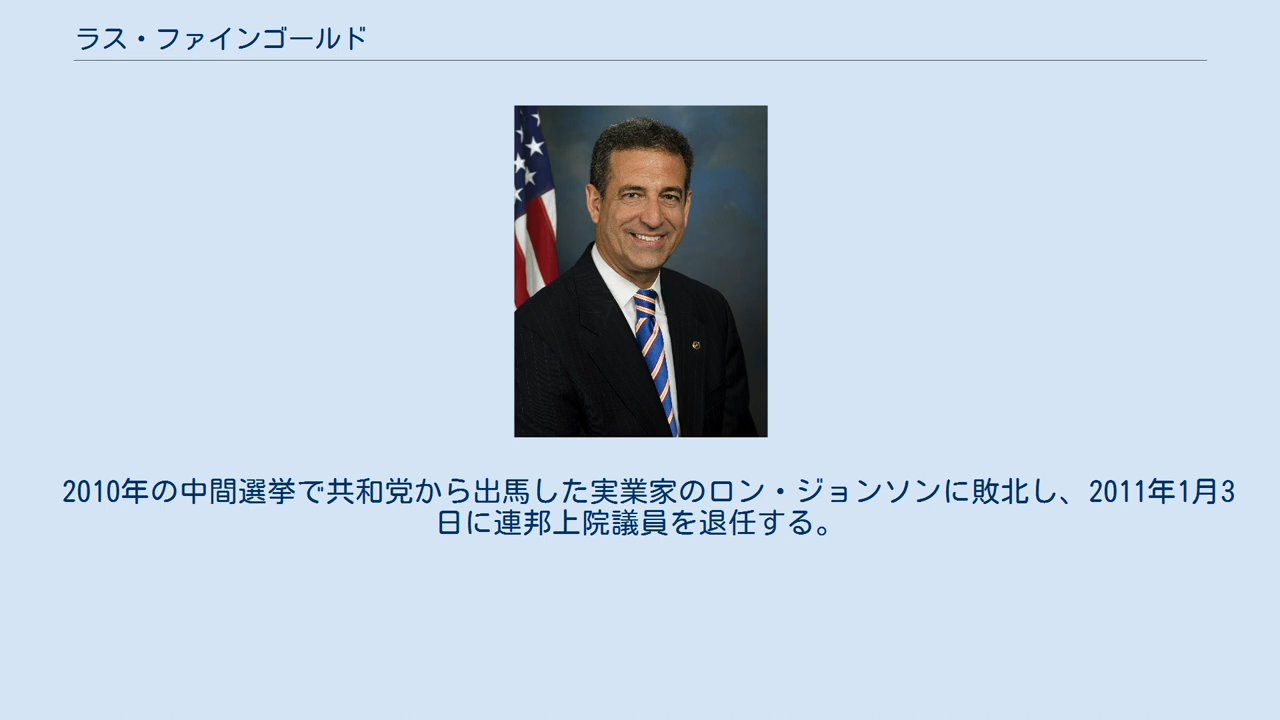 ラス・ファインゴールド
2010年の中間選挙で共和党から出馬した実業家のロン・ジョンソンに敗北し、2011年1月3
日に連邦上院議員を退任する。